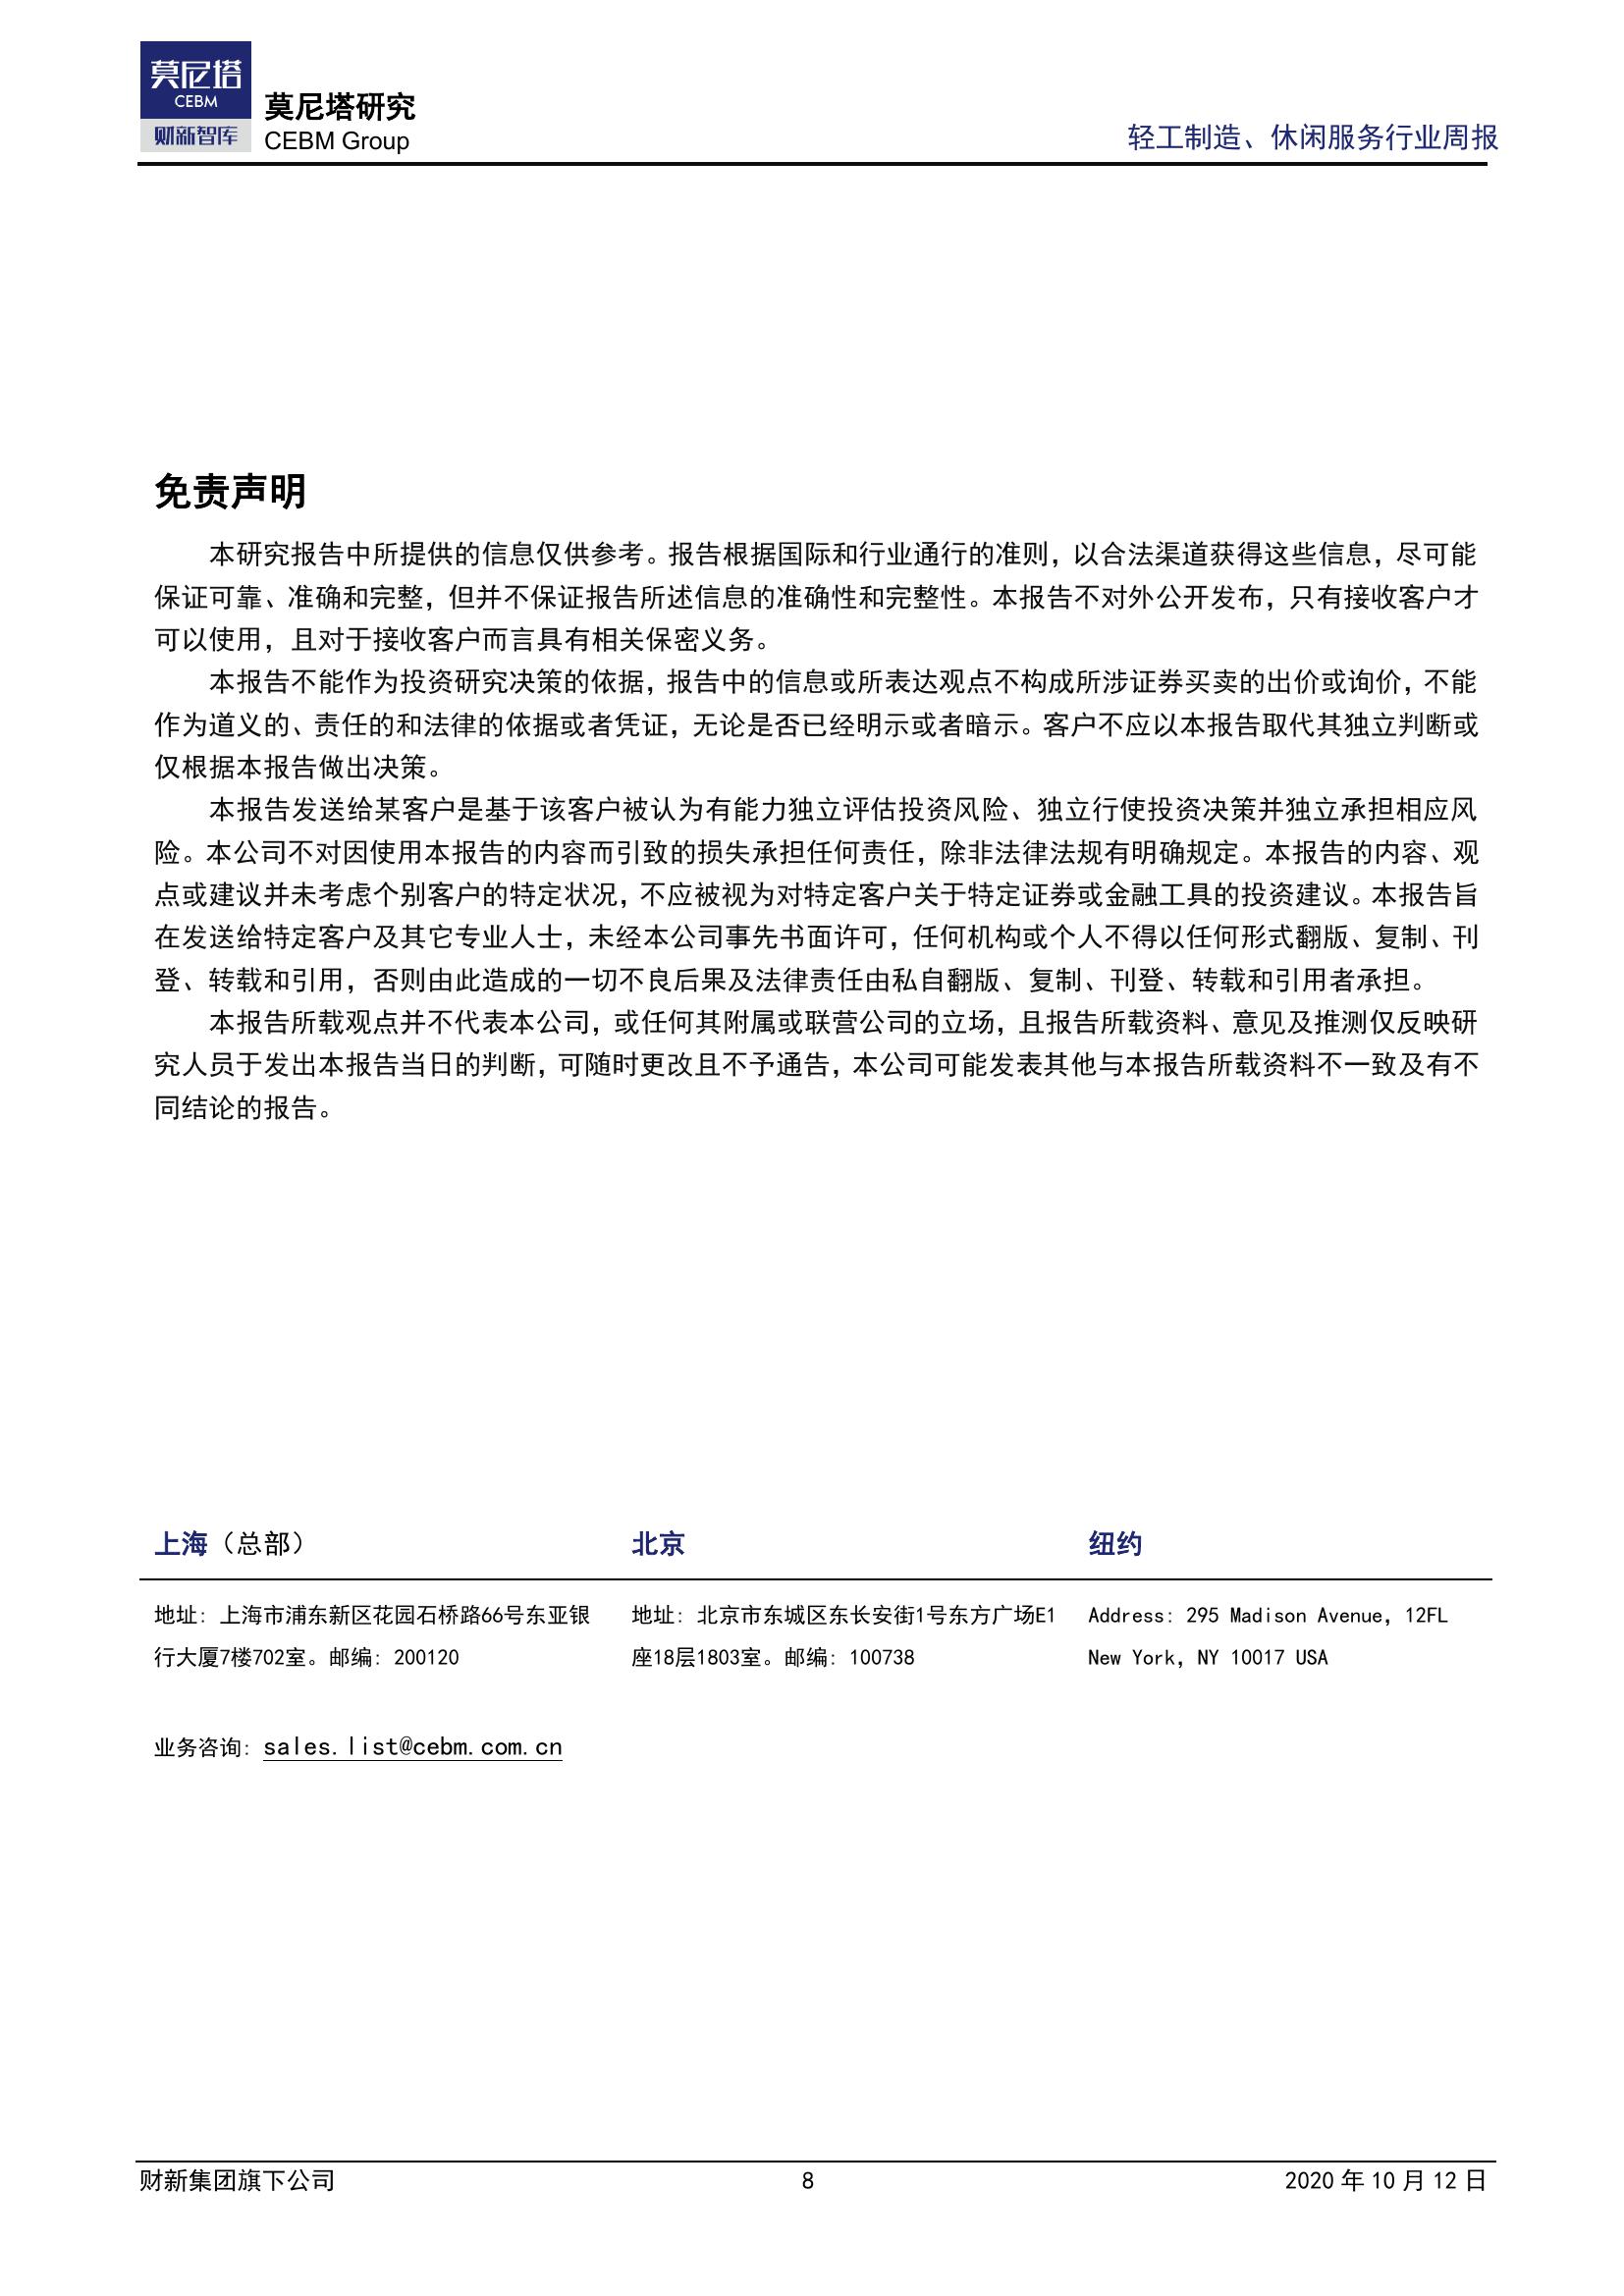 莫尼塔
CEBM
财新智库
莫尼塔研究
CEBM Group
轻工制造、休闲服务行业周报
免责声明
本研究报告中所提供的信息仅供参考。报告根据国际和行业通行的准则，以合法渠道获得这些信息，尽可能
保证可靠、准确和完整，但并不保证报告所述信息的准确性和完整性。本报告不对外公开发布，只有接收客户才
可以使用，且对于接收客户而言具有相关保密义务。
本报告不能作为投资研究决策的依据，报告中的信息或所表达观点不构成所涉证券买卖的出价或询价，不能
作为道义的、责任的和法律的依据或者凭证，无论是否已经明示或者暗示。客户不应以本报告取代其独立判断或
仅根据本报告做出决策。
本报告发送给某客户是基于该客户被认为有能力独立评估投资风险、独立行使投资决策并独立承担相应风
险。本公司不对因使用本报告的内容而引致的损失承担任何责任，除非法律法规有明确规定。本报告的内容、观
点或建议并未考虑个别客户的特定状况，不应被视为对特定客户关于特定证券或金融工具的投资建议。本报告旨
在发送给特定客户及其它专业人士，未经本公司事先书面许可，任何机构或个人不得以任何形式翻版、复制、刊
登、转载和引用，否则由此造成的一切不良后果及法律责任由私自翻版、复制、刊登、转载和引用者承担。
本报告所载观点并不代表本公司，或任何其附属或联营公司的立场，且报告所载资料、意见及推测仅反映研
究人员于发出本报告当日的判断，可随时更改且不予通告，本公司可能发表其他与本报告所载资料不一致及有不
同结论的报告。
上海（总部）
地址：上海市浦东新区花园石桥路66号东亚银
行大厦7楼702室。邮编：200120
北京
地址：北京市东城区东长安街1号东方广场E1
座18层1803室。邮编：100738
纽约
Address: 295 Madison Avenue, 12FL
New York, NY 10017 USA
业务咨询：sales.list@cebm.com.cn
财新集团旗下公司
8
2020 年 10 月 12 日